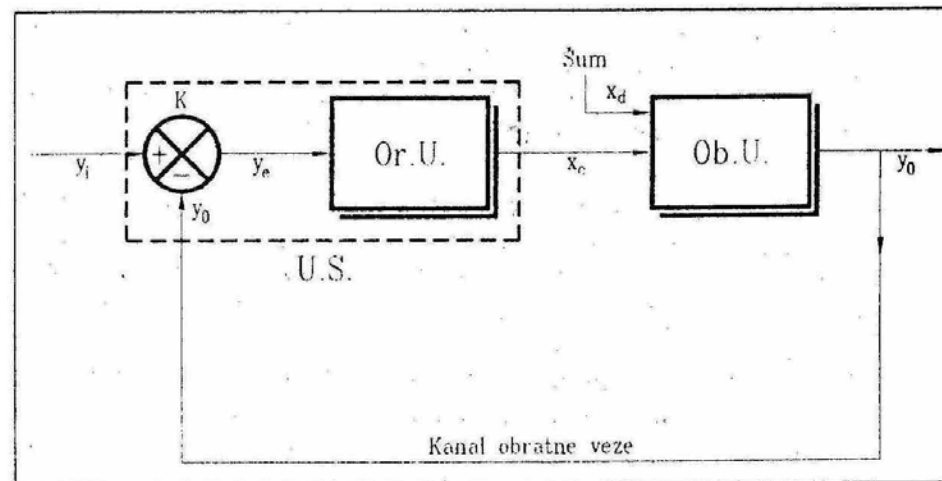 Šum
x_d
K
+
−
y_i
y_e
Or.U.
x_c
Ob.U.
y_0
y_0
U.S.
Kanal obratne veze